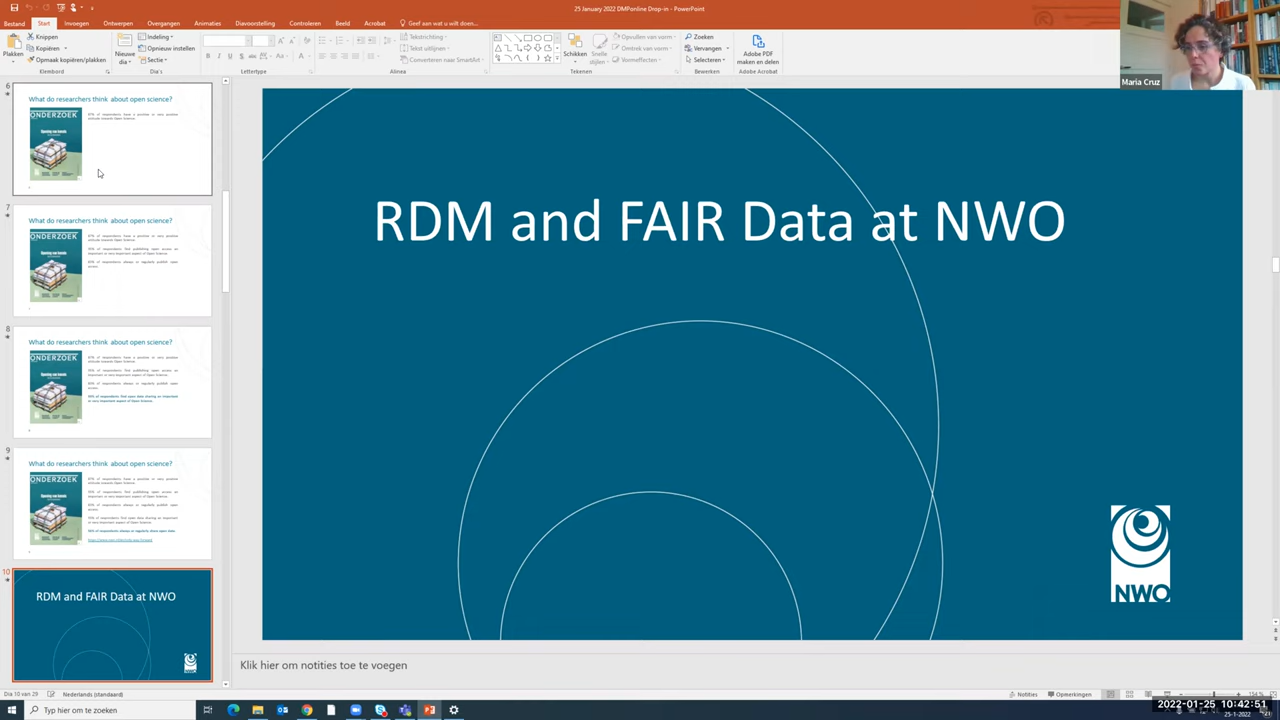 25 January 2022 DMPonline Drop-in - PowerPoint
Bestand Start Invoegen Ontwerpen Overgangen Animaties Diavoorstelling Controleren Beeld Acrobat Geef aan wat u wilt doen...
Plakken
Knippen
Kopiëren
Opmaak kopiëren/plakken
Klembord
Nieuwe dia
Indeling
Opnieuw instellen
Sectie
Dia's
Lettertype
Tekstrichting
Tekst uitlijnen
Converteren naar SmartArt
Alinea
Schikken
Snelle stijlen
Opvullen van vorm
Omtrek van vorm
Vormeffecten
Tekenen
Zoeken
Vervangen
Selecteren
Bewerken
Adobe PDF maken en delen
Adobe Acrobat
Maria Cruz
6
What do researchers think about open science?
ONDERZOEK
7
What do researchers think about open science?
ONDERZOEK
8
What do researchers think about open science?
ONDERZOEK
9
What do researchers think about open science?
ONDERZOEK
10
RDM and FAIR Data at NWO
RDM and FAIR Data at NWO
NWO
Klik hier om notities toe te voegen
Dia 10 van 29 Nederlands (standaard)
Notities Opmerkingen 154 %
Typ hier om te zoeken
2022-01-25 10:42:51
25-1-2022